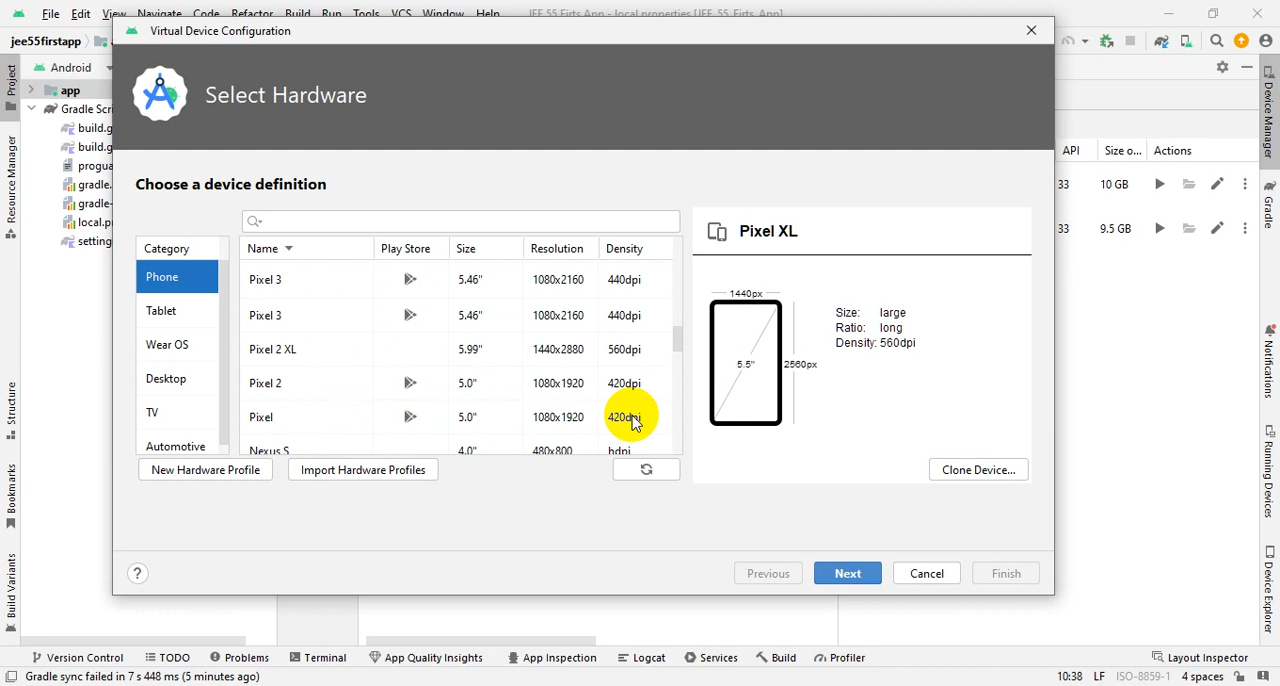 File Edit View Navigate Code Refactor Build Run Tools VCS Window Help JEE 55 Firts App - local.properties [JEE_55_Firts_App]
Virtual Device Configuration
jee55firstapp
Select Hardware
Android
app
Gradle Scri
build.g
build.g
progua
gradle.
gradle-
local.p
setting
Project
Resource Manager
Structure
Bookmarks
Build Variants
Choose a device definition
Category
Phone
Tablet
Wear OS
Desktop
TV
Automotive
Name Play Store Size Resolution Density
Pixel 3 5.46" 1080x2160 440dpi
Pixel 3 5.46" 1080x2160 440dpi
Pixel 2 XL 5.99" 1440x2880 560dpi
Pixel 2 5.0" 1080x1920 420dpi
Pixel 5.0" 1080x1920 420dpi
Nexus S 4.0" 480x800 hdpi
New Hardware Profile Import Hardware Profiles
Pixel XL
1440px
5.5"
2560px
Size: large
Ratio: long
Density: 560dpi
Clone Device...
? Previous Next Cancel Finish
API Size o... Actions
33 10 GB
33 9.5 GB
Device Manager
Gradle
Notifications
Running Devices
Device Explorer
Version Control TODO Problems Terminal App Quality Insights App Inspection Logcat Services Build Profiler Layout Inspector
Gradle sync failed in 7 s 448 ms (5 minutes ago) 10:38 LF ISO-8859-1 4 spaces